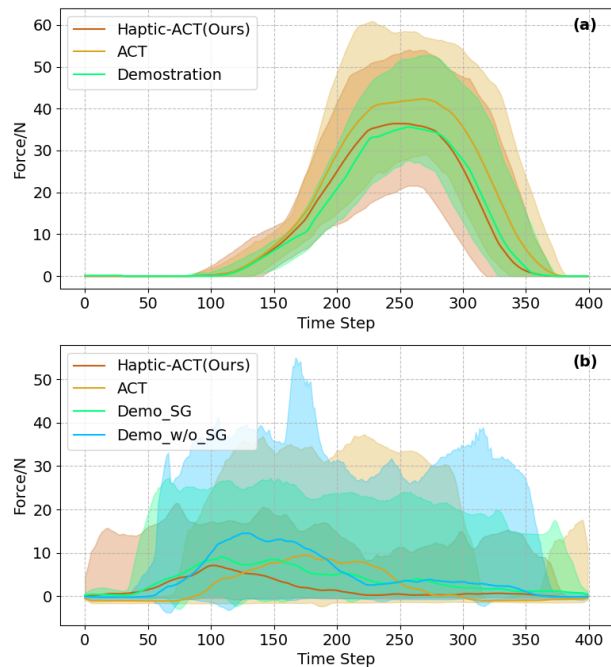 (a)
Haptic-ACT(Ours)
ACT
Demostration
60
50
40
30
20
10
0
Force/N
0 50 100 150 200 250 300 350 400
Time Step
(b)
Haptic-ACT(Ours)
ACT
Demo_SG
Demo_w/o_SG
50
40
30
20
10
0
Force/N
0 50 100 150 200 250 300 350 400
Time Step